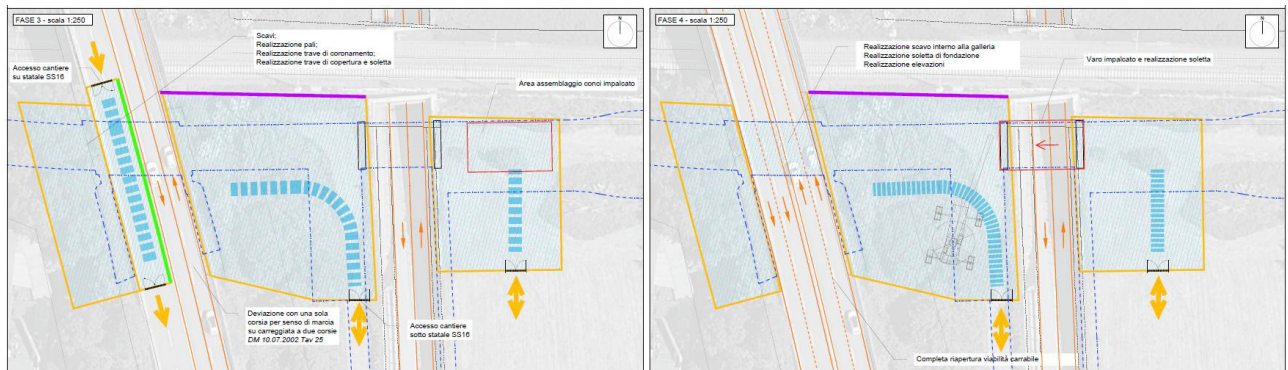 FASE 3 - scala 1:250
N
Scavi;
Realizzazione pali;
Realizzazione trave di coronamento;
Realizzazione trave di copertura e soletta
Accesso cantiere
su statale SS16
Area assemblaggio conci impalcato
Deviazione con una sola
corsia per senso di marcia
su carreggiata a due corsie
DM 10.07.2002 Tav 25
Accesso cantiere
sotto statale SS16
FASE 4 - scala 1:250
N
Realizzazione scavo interno alla galleria
Realizzazione soletta di fondazione
Realizzazione elevazioni
Varo impalcato e realizzazione soletta
Completa riapertura viabilità carrabile